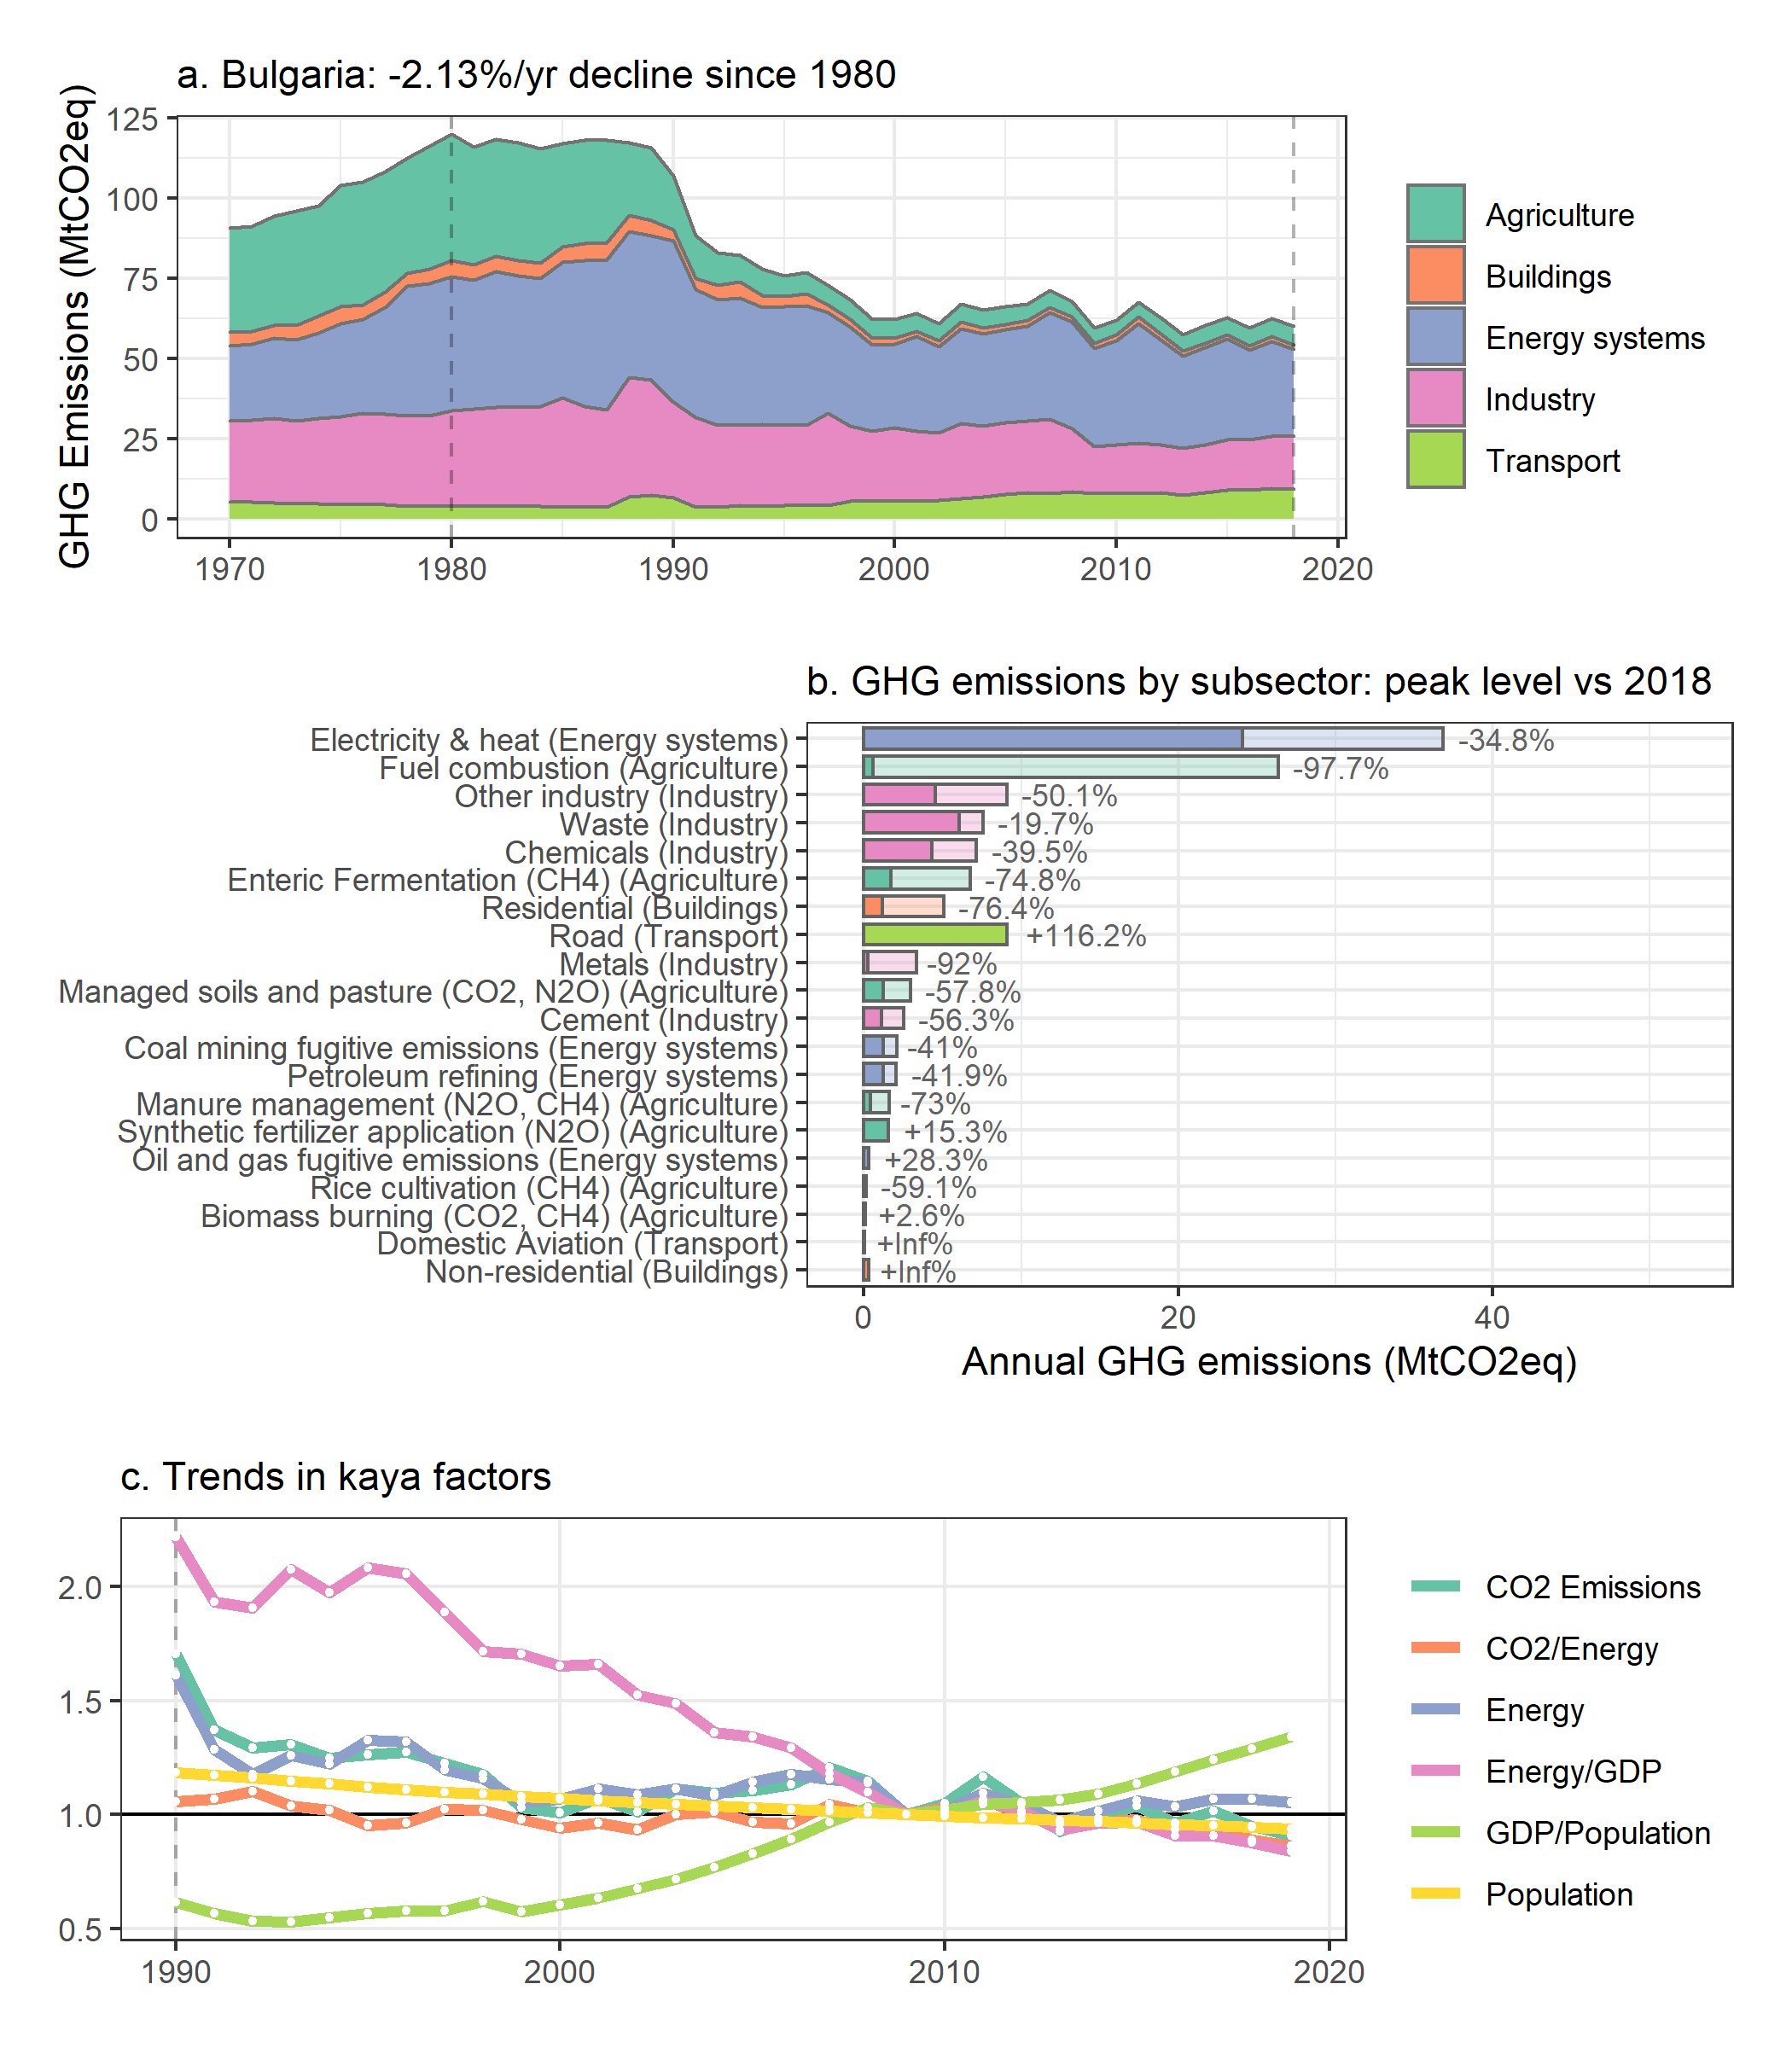 a. Bulgaria: -2.13%/yr decline since 1980
GHG Emissions (MtCO2eq)
125
100
75
50
25
0
1970
1980
1990
2000
2010
2020
Agriculture
Buildings
Energy systems
Industry
Transport
b. GHG emissions by subsector: peak level vs 2018
Electricity & heat (Energy systems) -34.8%
Fuel combustion (Agriculture) -97.7%
Other industry (Industry) -50.1%
Waste (Industry) -19.7%
Chemicals (Industry) -39.5%
Enteric Fermentation (CH4) (Agriculture) -74.8%
Residential (Buildings) -76.4%
Road (Transport) +116.2%
Metals (Industry) -92%
Managed soils and pasture (CO2, N2O) (Agriculture) -57.8%
Cement (Industry) -56.3%
Coal mining fugitive emissions (Energy systems) -41%
Petroleum refining (Energy systems) -41.9%
Manure management (N2O, CH4) (Agriculture) -73%
Synthetic fertilizer application (N2O) (Agriculture) +15.3%
Oil and gas fugitive emissions (Energy systems) +28.3%
Rice cultivation (CH4) (Agriculture) -59.1%
Biomass burning (CO2, CH4) (Agriculture) +2.6%
Domestic Aviation (Transport) +Inf%
Non-residential (Buildings) +Inf%
0
20
40
Annual GHG emissions (MtCO2eq)
c. Trends in kaya factors
2.0
1.5
1.0
0.5
1990
2000
2010
2020
CO2 Emissions
CO2/Energy
Energy
Energy/GDP
GDP/Population
Population